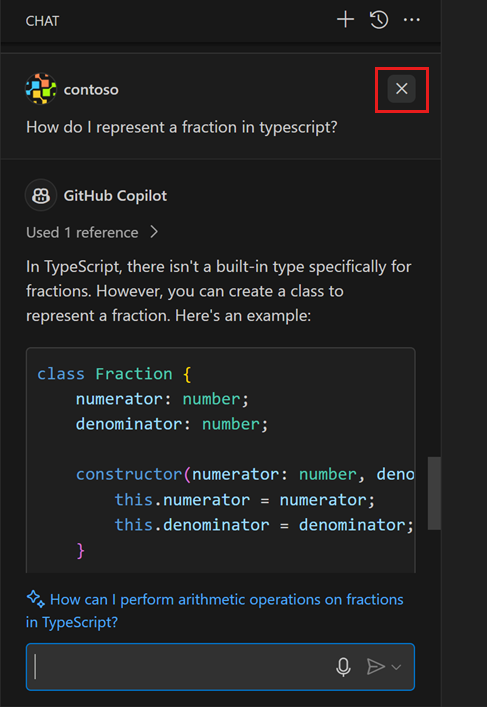 CHAT
contoso
How do I represent a fraction in typescript?
GitHub Copilot
Used 1 reference
In TypeScript, there isn't a built-in type specifically for
fractions. However, you can create a class to
represent a fraction. Here's an example:
class Fraction {
    numerator: number;
    denominator: number;
    constructor(numerator: number, deno
        this.numerator = numerator;
        this.denominator = denominator;
    }
How can I perform arithmetic operations on fractions
in TypeScript?